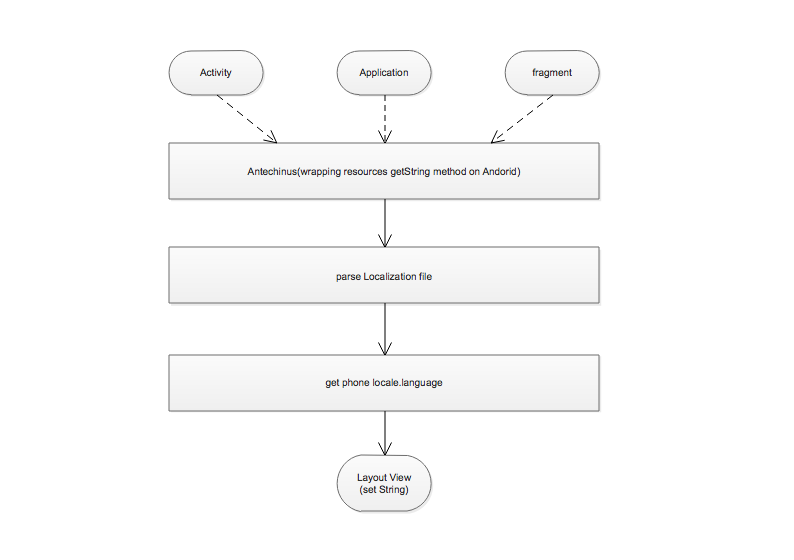 Activity
Application
fragment
Antechinus(wrapping resources getString method on Andorid)
parse Localization file
get phone locale.language
Layout View
(set String)